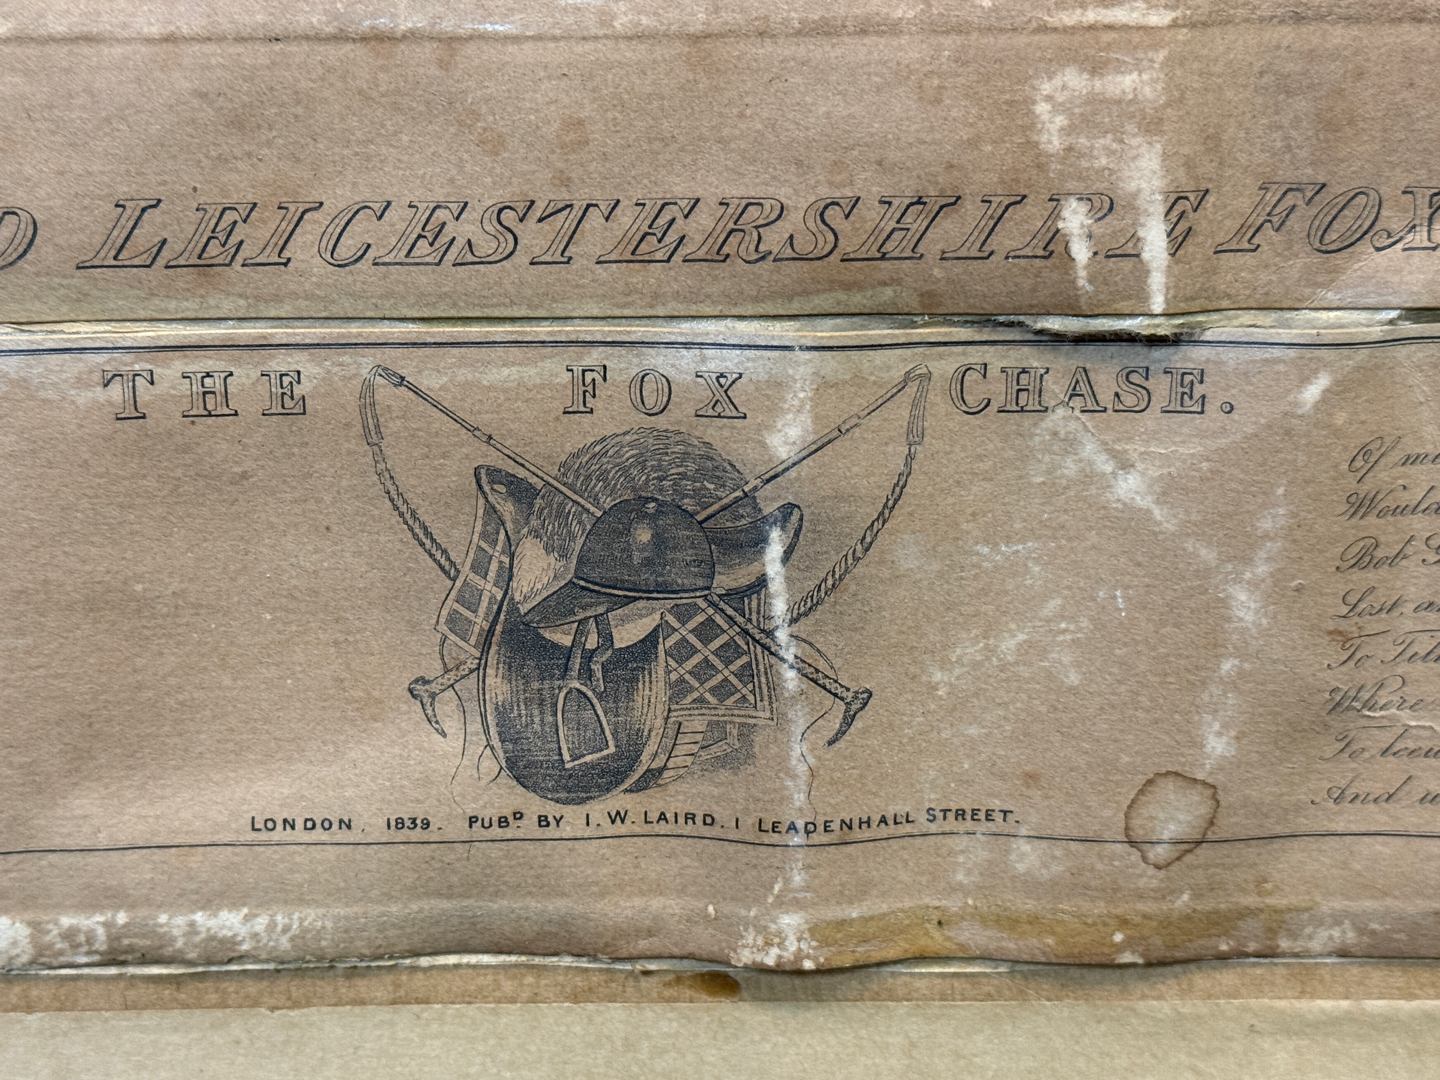 D LEICESTERSHIRE FOX
THE FOX CHASE.
Of
Would
Bob
Lost,
To
Where
To
And
LONDON, 1839. PUBD BY I. W. LAIRD, 1 LEADENHALL STREET.